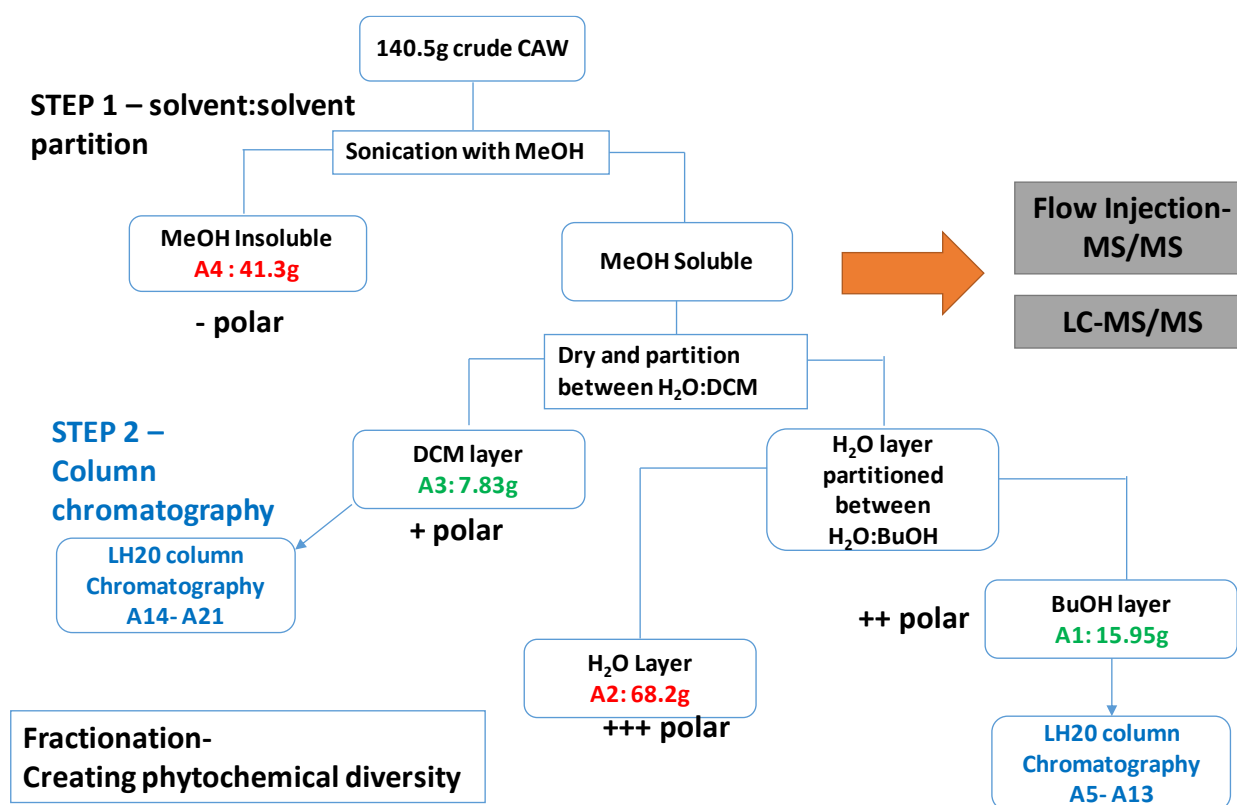 140.5g crude CAW
STEP 1 – solvent:solvent
partition
Sonication with MeOH
MeOH Insoluble
A4 : 41.3g
- polar
MeOH Soluble
Flow Injection-
MS/MS
LC-MS/MS
Dry and partition
between H₂O:DCM
STEP 2 –
Column
chromatography
DCM layer
A3: 7.83g
+ polar
H₂O layer
partitioned
between
H₂O:BuOH
LH20 column
Chromatography
A14- A21
++ polar
BuOH layer
A1: 15.95g
H₂O Layer
A2: 68.2g
+++ polar
LH20 column
Chromatography
A5- A13
Fractionation-
Creating phytochemical diversity